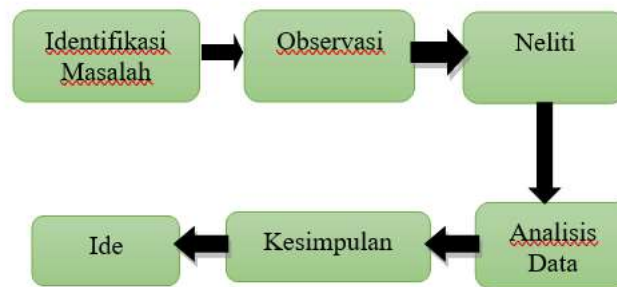 Identifikasi
Masalah
Observasi
Neliti
Analisis
Data
Kesimpulan
Ide